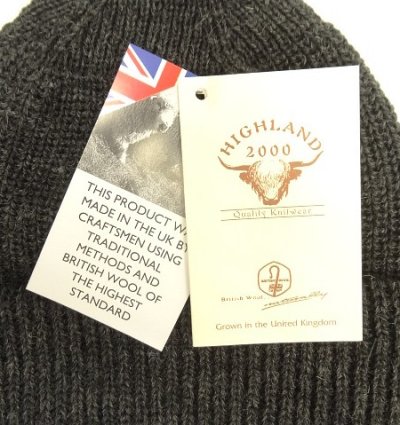 THIS PRODUCT WA
MADE IN THE UK BY
CRAFTSMEN USING
TRADITIONAL
METHODS AND
BRITISH WOOL OF
THE HIGHEST
STANDARD
HIGHLAND
2000
Quality Knitwear
British Wool
Grown in the United Kingdom